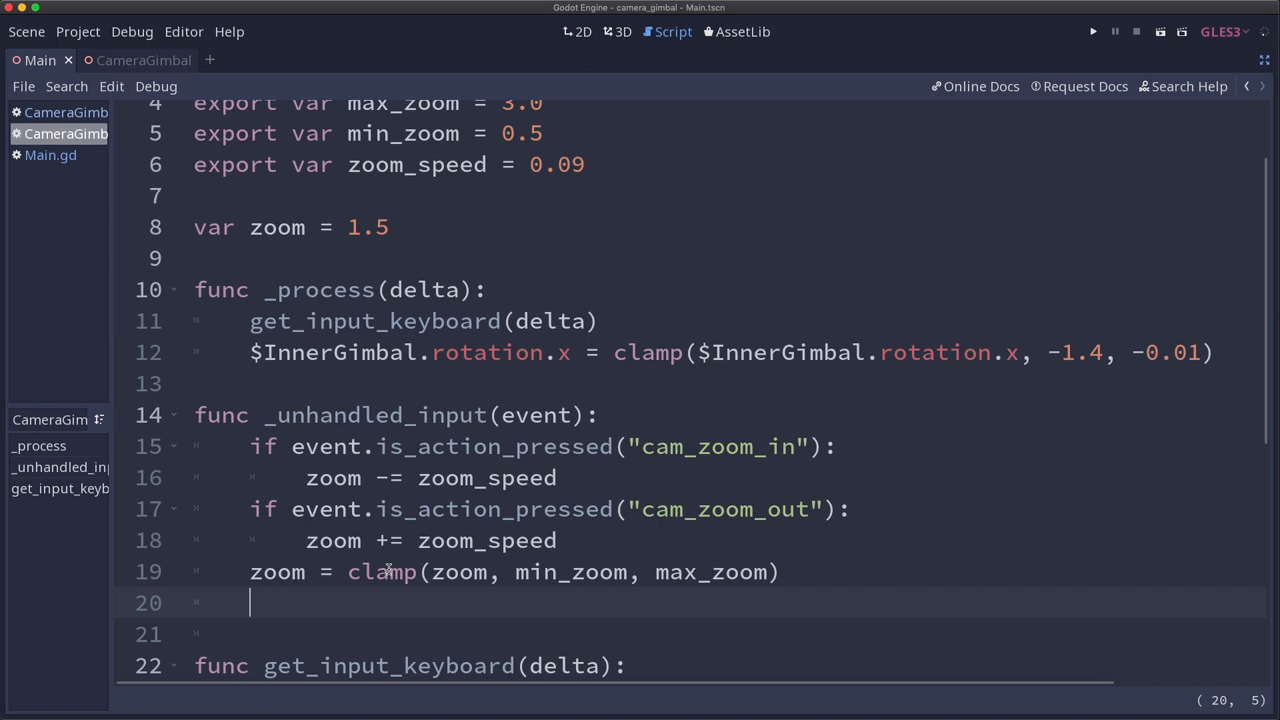 Godot Engine - camera_gimbal - Main.tscn
Scene Project Debug Editor Help
2D 3D Script AssetLib
GLES3
Main CameraGimbal
File Search Edit Debug
Online Docs Request Docs Search Help
CameraGimb
CameraGimb
Main.gd
CameraGim
_process
_unhandled_inp
get_input_keyb
4 export var max_zoom = 3.0
5 export var min_zoom = 0.5
6 export var zoom_speed = 0.09
7
8 var zoom = 1.5
9
10 func _process(delta):
11 get_input_keyboard(delta)
12 $InnerGimbal.rotation.x = clamp($InnerGimbal.rotation.x, -1.4, -0.01)
13
14 func _unhandled_input(event):
15 if event.is_action_pressed("cam_zoom_in"):
16 zoom -= zoom_speed
17 if event.is_action_pressed("cam_zoom_out"):
18 zoom += zoom_speed
19 zoom = clamp(zoom, min_zoom, max_zoom)
20
21
22 func get_input_keyboard(delta):
( 20, 5)